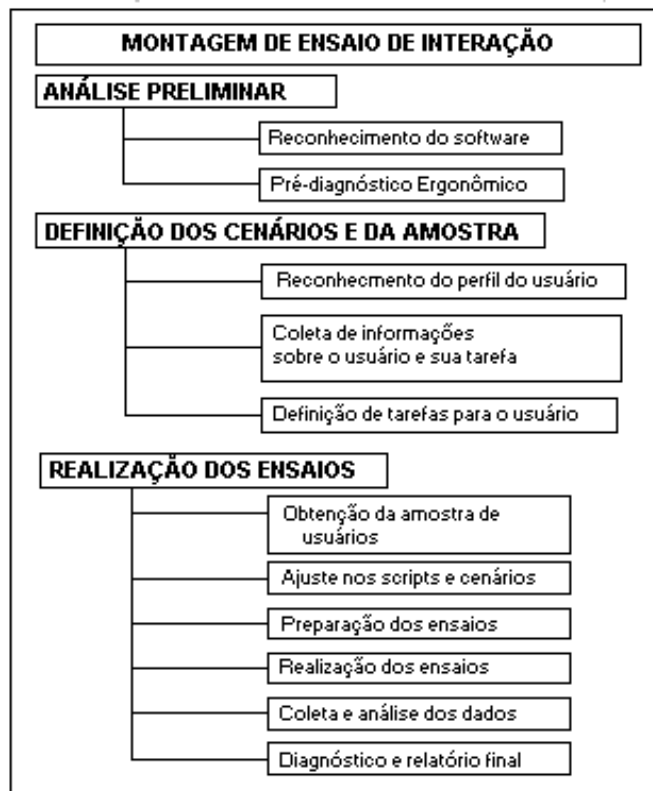 MONTAGEM DE ENSAIO DE INTERAÇÃO
ANÁLISE PRELIMINAR
Reconhecimento do software
Pré-diagnóstico Ergonômico
DEFINIÇÃO DOS CENÁRIOS E DA AMOSTRA
Reconhecmento do perfil do usuário
Coleta de informações
sobre o usuário e sua tarefa
Definição de tarefas para o usuário
REALIZAÇÃO DOS ENSAIOS
Obtenção da amostra de
usuários
Ajuste nos scripts e cenários
Preparação dos ensaios
Realização dos ensaios
Coleta e análise dos dados
Diagnóstico e relatório final